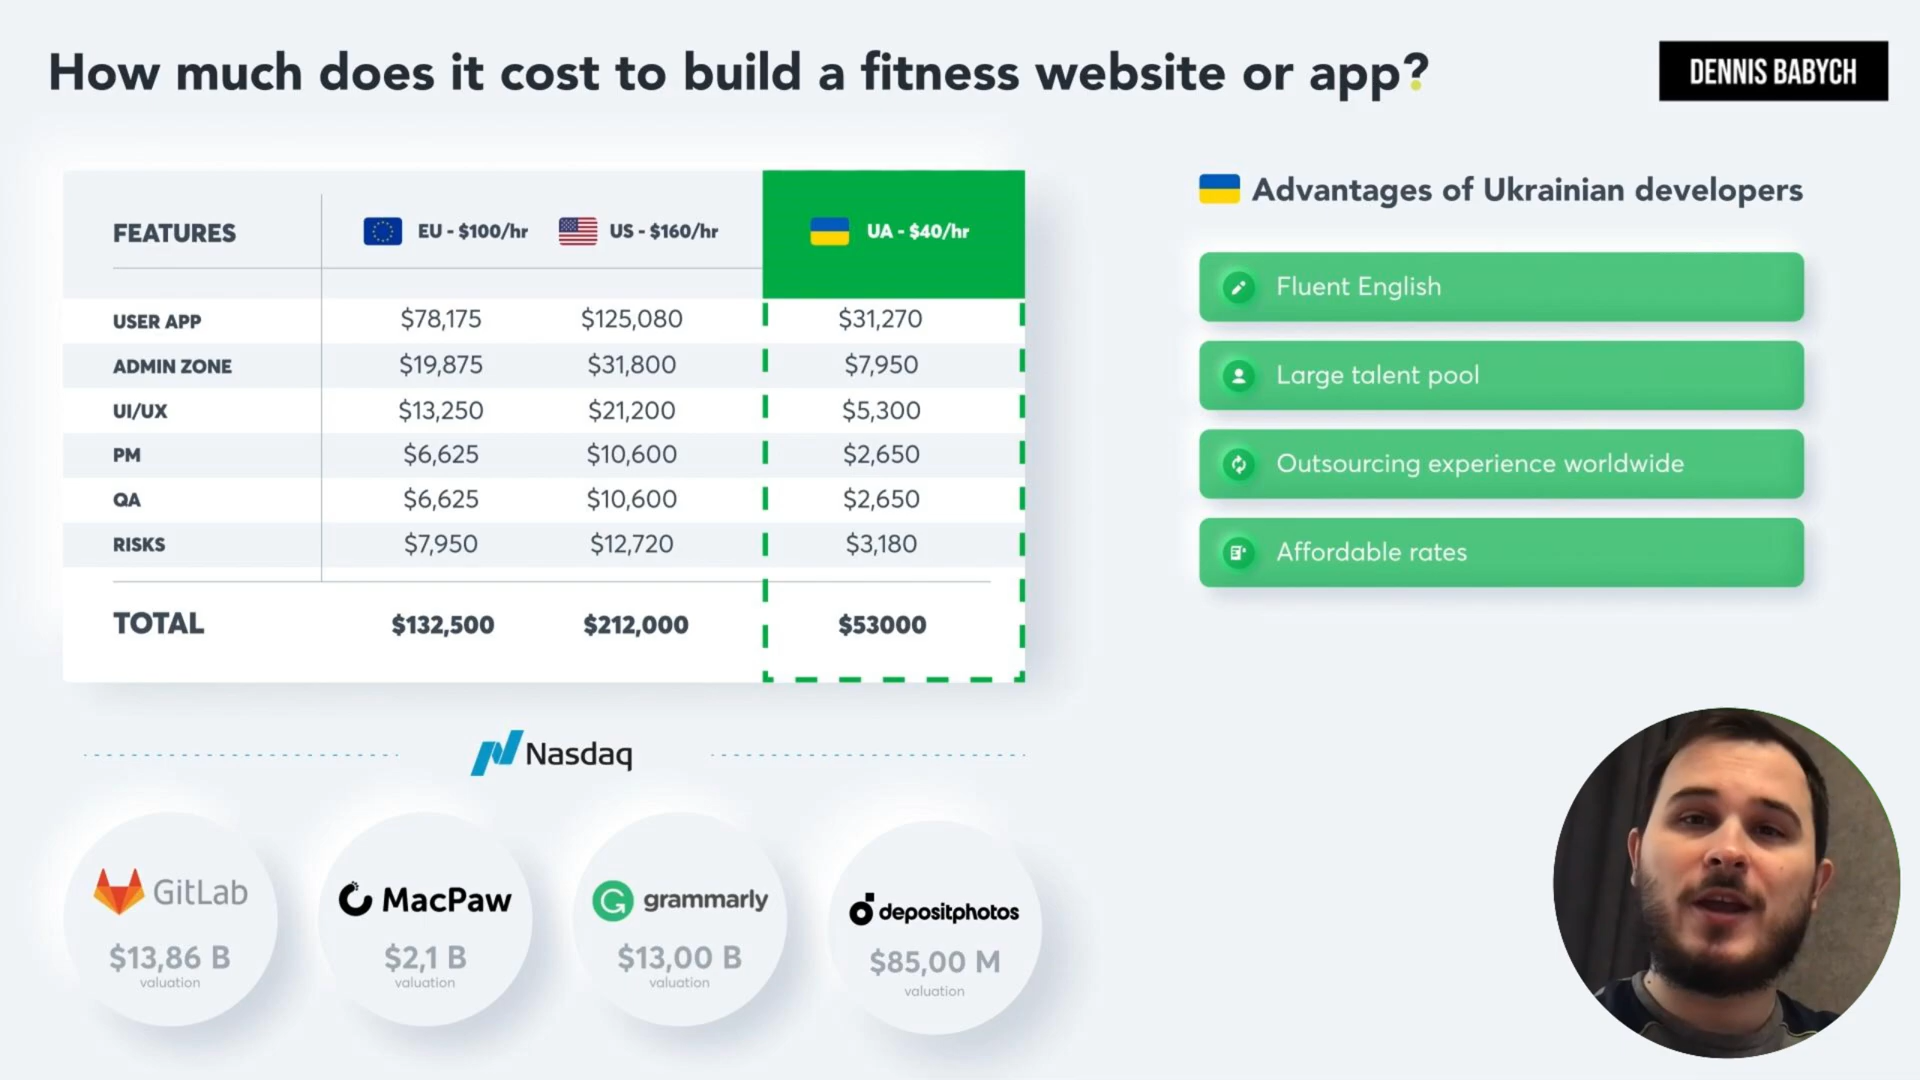 How much does it cost to build a fitness website or app?
DENNIS BABYCH
FEATURES EU - $100/hr US - $160/hr UA - $40/hr
USER APP $78,175 $125,080 $31,270
ADMIN ZONE $19,875 $31,800 $7,950
UI/UX $13,250 $21,200 $5,300
PM $6,625 $10,600 $2,650
QA $6,625 $10,600 $2,650
RISKS $7,950 $12,720 $3,180
TOTAL $132,500 $212,000 $53000
Advantages of Ukrainian developers
Fluent English
Large talent pool
Outsourcing experience worldwide
Affordable rates
Nasdaq
GitLab
$13,86 B
valuation
MacPaw
$2,1 B
valuation
grammarly
$13,00 B
valuation
depositphotos
$85,00 M
valuation